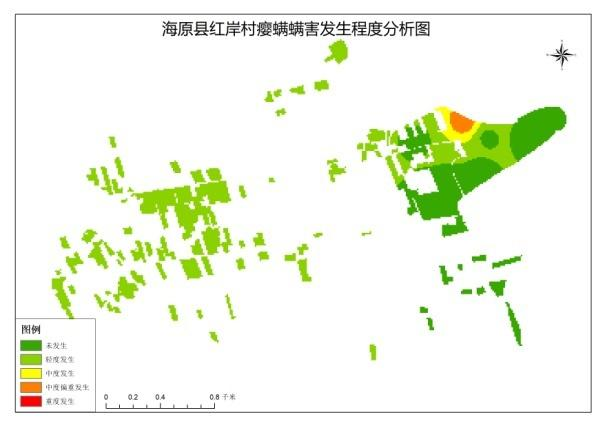 海原县红岸村瘿螨螨害发生程度分析图
图例
未发生
轻度发生
中度发生
中度偏重发生
重度发生
0 0.2 0.4 0.8 千米